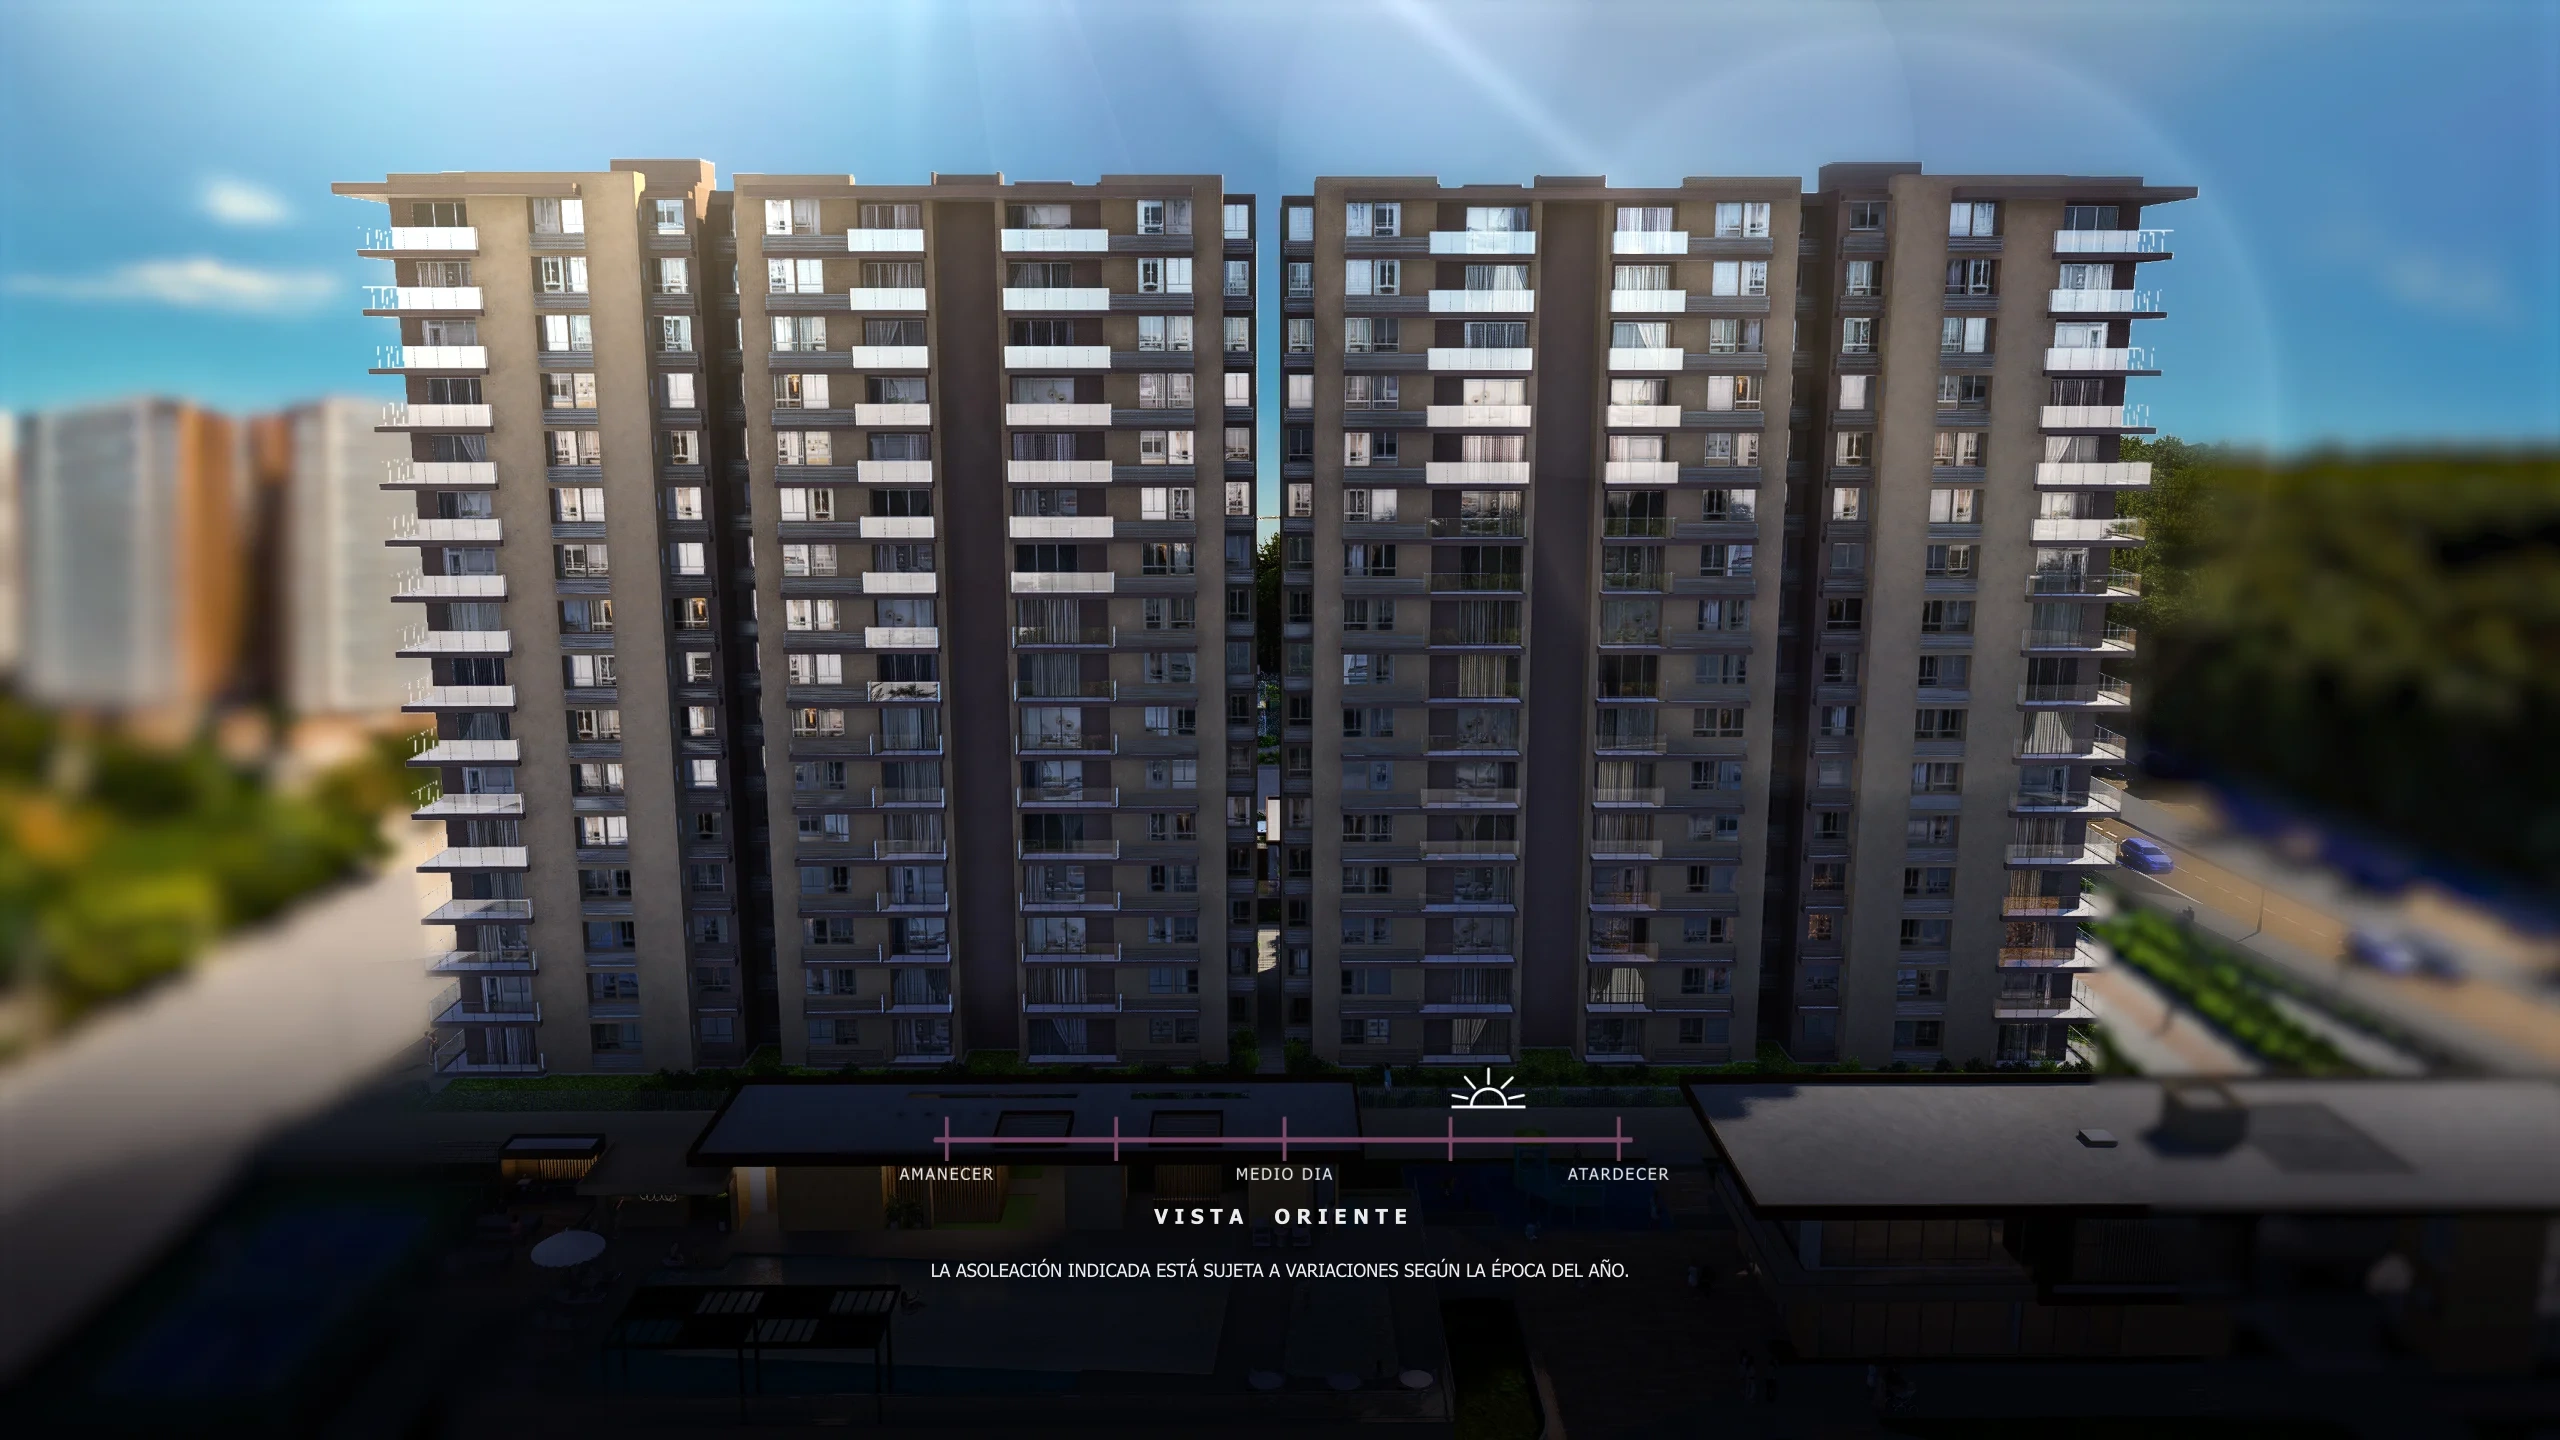 AMANECER MEDIO DIA ATARDECER
VISTA ORIENTE
LA ASOLEACIÓN INDICADA ESTÁ SUJETA A VARIACIONES SEGÚN LA ÉPOCA DEL AÑO.